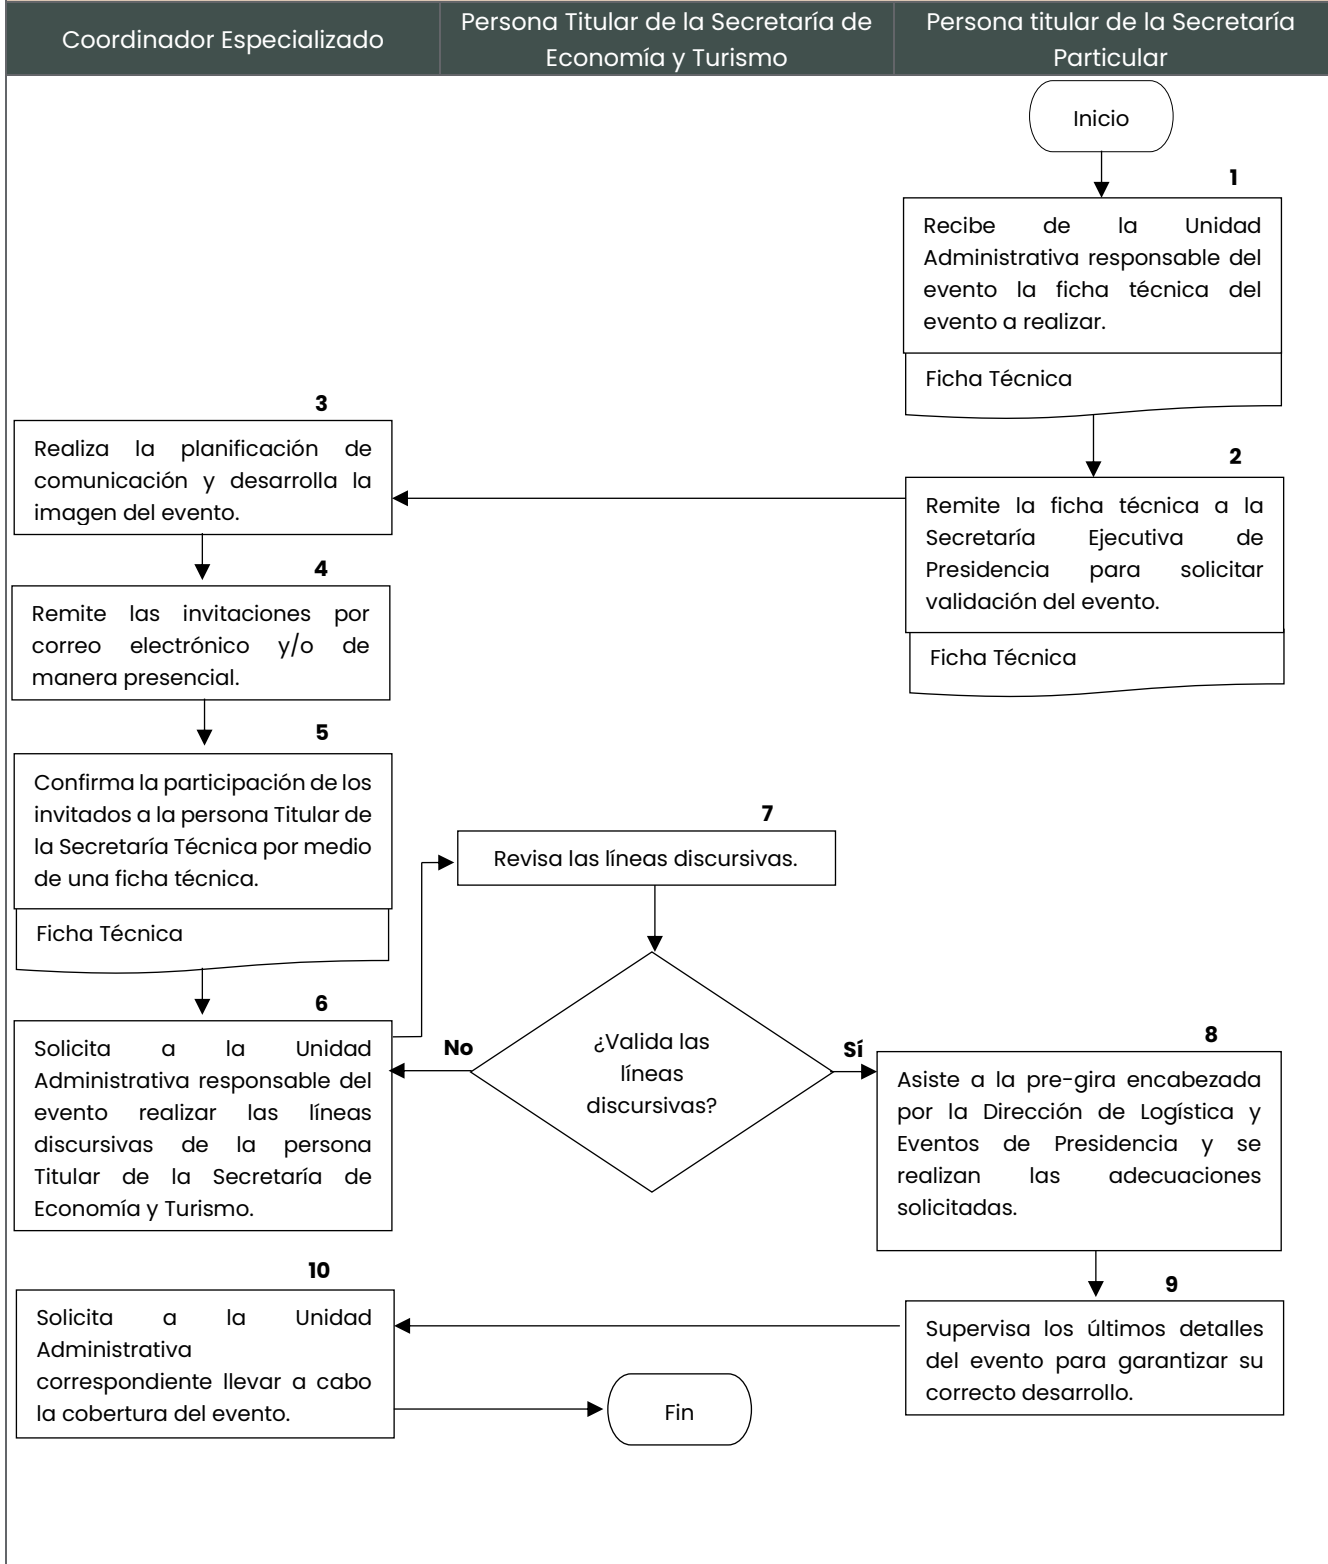 Coordinador Especializado
Persona Titular de la Secretaría de
Economía y Turismo
Persona titular de la Secretaría
Particular
Inicio
1
Recibe de la Unidad
Administrativa responsable del
evento la ficha técnica del
evento a realizar.
Ficha Técnica
2
Remite la ficha técnica a la
Secretaría Ejecutiva de
Presidencia para solicitar
validación del evento.
Ficha Técnica
3
Realiza la planificación de
comunicación y desarrolla la
imagen del evento.
4
Remite las invitaciones por
correo electrónico y/o de
manera presencial.
5
Confirma la participación de los
invitados a la persona Titular de
la Secretaría Técnica por medio
de una ficha técnica.
Ficha Técnica
6
Solicita a la Unidad
Administrativa responsable del
evento realizar las líneas
discursivas de la persona
Titular de la Secretaría de
Economía y Turismo.
7
Revisa las líneas discursivas.
¿Valida las
líneas
discursivas?
No
Sí
8
Asiste a la pre-gira encabezada
por la Dirección de Logística y
Eventos de Presidencia y se
realizan las adecuaciones
solicitadas.
9
Supervisa los últimos detalles
del evento para garantizar su
correcto desarrollo.
10
Solicita a la Unidad
Administrativa
correspondiente llevar a cabo
la cobertura del evento.
Fin